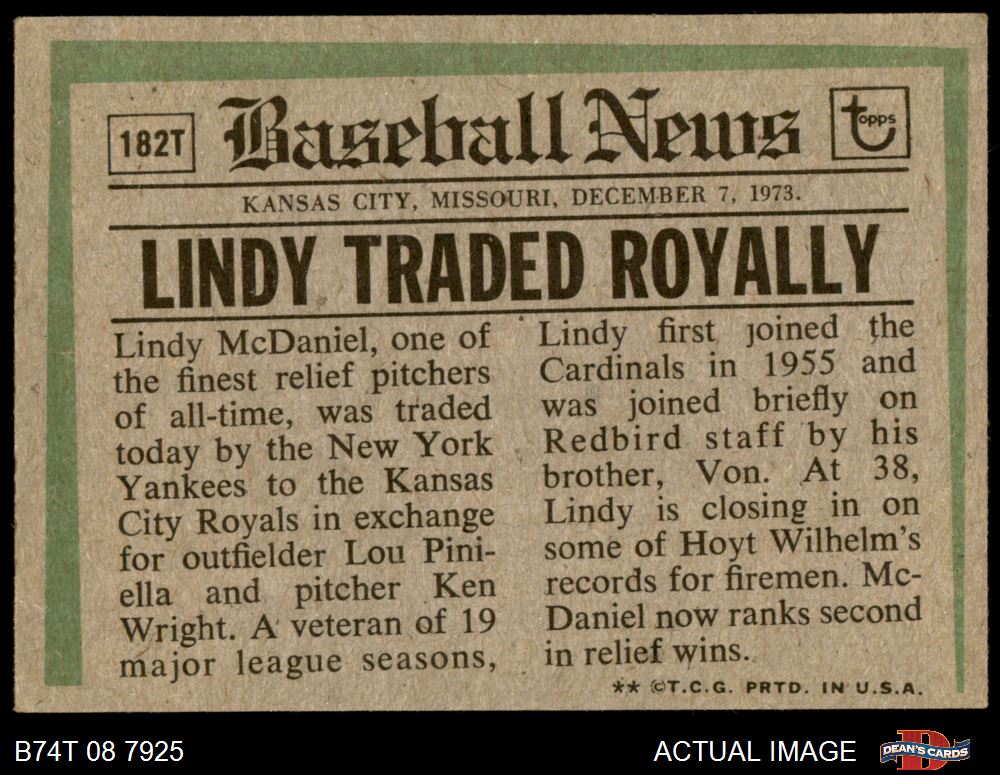 182T
Baseball News
topps
KANSAS CITY, MISSOURI, DECEMBER 7, 1973.
LINDY TRADED ROYALLY
Lindy McDaniel, one of
the finest relief pitchers
of all-time, was traded
today by the New York
Yankees to the Kansas
City Royals in exchange
for outfielder Lou Pini-
ella and pitcher Ken
Wright. A veteran of 19
major league seasons,
Lindy first joined the
Cardinals in 1955 and
was joined briefly on
Redbird staff by his
brother, Von. At 38,
Lindy is closing in on
some of Hoyt Wilhelm's
records for firemen. Mc-
Daniel now ranks second
in relief wins.
** ©T.C.G. PRTD. IN U.S.A.
B74T 08 7925
ACTUAL IMAGE
D
DEAN'S CARDS